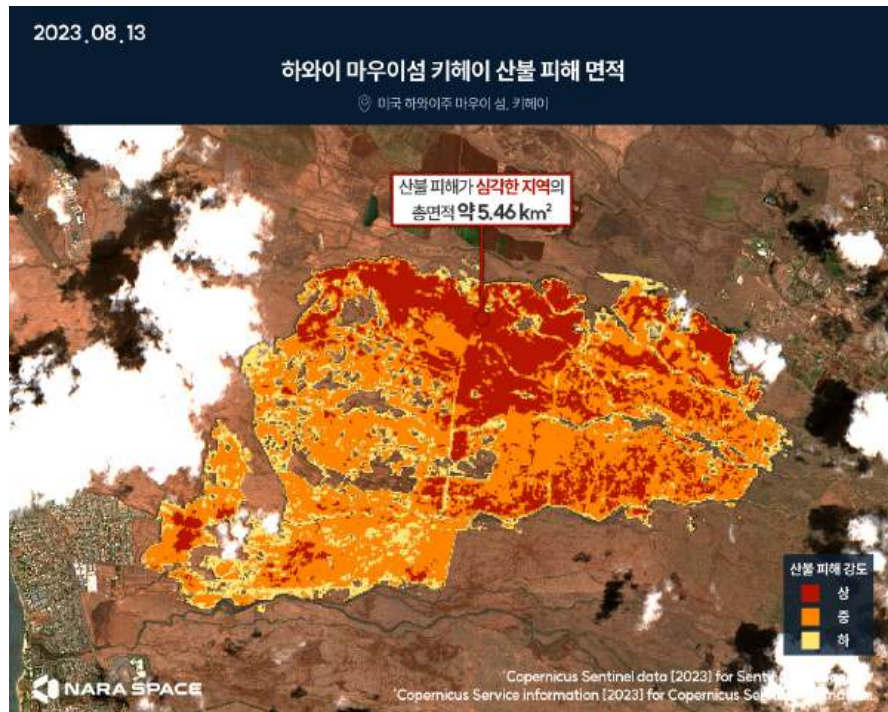 2023.08.13
하와이 마우이섬 키헤이 산불 피해 면적
미국 하와이주 마우이 섬, 키헤이
산불 피해가 심각한 지역의
총면적 약 5.46 km²
산불 피해 강도
상
중
하
NARA SPACE
'Copernicus Sentinel data [2023] for
'Copernicus Service information [2023] for Copernicus